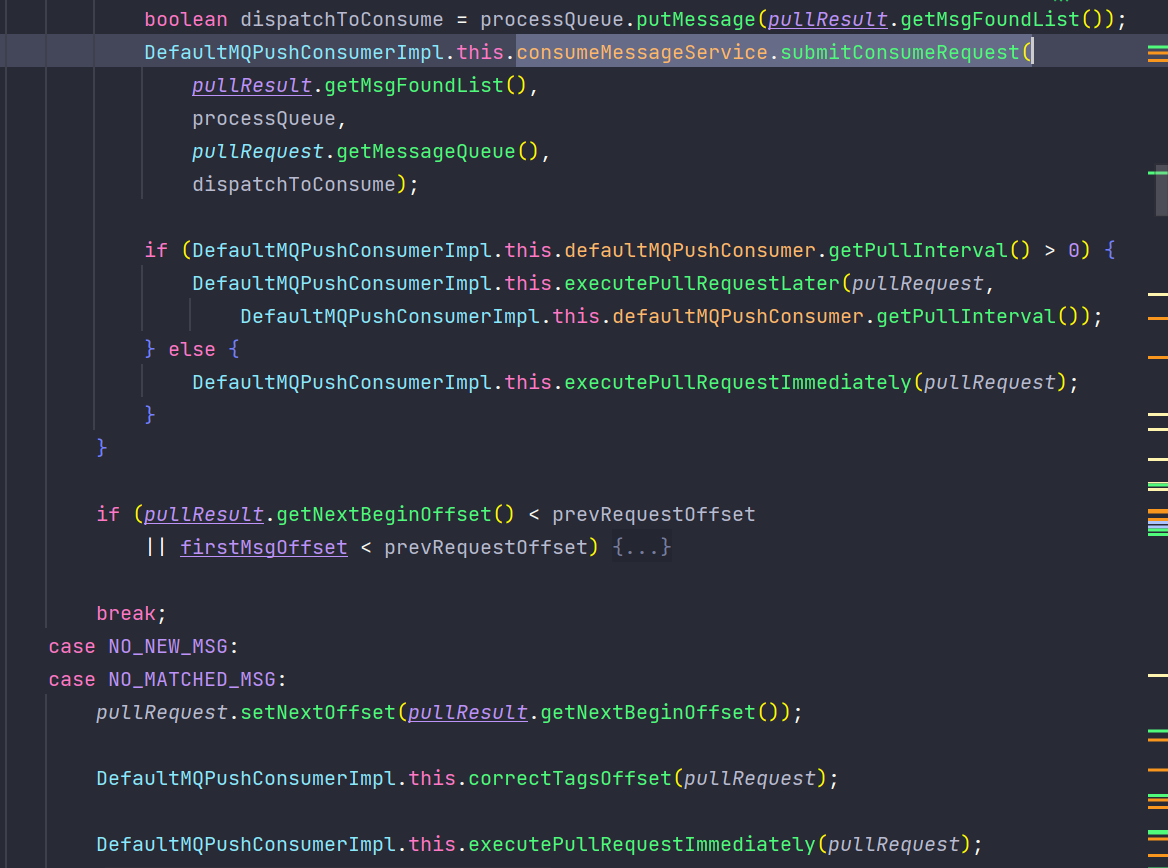 boolean dispatchToConsume = processQueue.putMessage(pullResult.getMsgFoundList());
DefaultMQPushConsumerImpl.this.consumeMessageService.submitConsumeRequest(
pullResult.getMsgFoundList(),
processQueue,
pullRequest.getMessageQueue(),
dispatchToConsume);
if (DefaultMQPushConsumerImpl.this.defaultMQPushConsumer.getPullInterval() > 0) {
DefaultMQPushConsumerImpl.this.executePullRequestLater(pullRequest,
DefaultMQPushConsumerImpl.this.defaultMQPushConsumer.getPullInterval());
} else {
DefaultMQPushConsumerImpl.this.executePullRequestImmediately(pullRequest);
}
}
if (pullResult.getNextBeginOffset() < prevRequestOffset
|| firstMsgOffset < prevRequestOffset) {...}
break;
case NO_NEW_MSG:
case NO_MATCHED_MSG:
pullRequest.setNextOffset(pullResult.getNextBeginOffset());
DefaultMQPushConsumerImpl.this.correctTagsOffset(pullRequest);
DefaultMQPushConsumerImpl.this.executePullRequestImmediately(pullRequest);